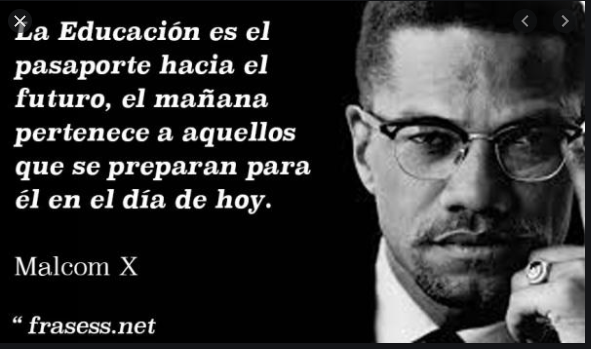 La Educación es el
pasaporte hacia el
futuro, el mañana
pertenece a aquellos
que se preparan para
él en el día de hoy.
Malcom X
“ frasess.net